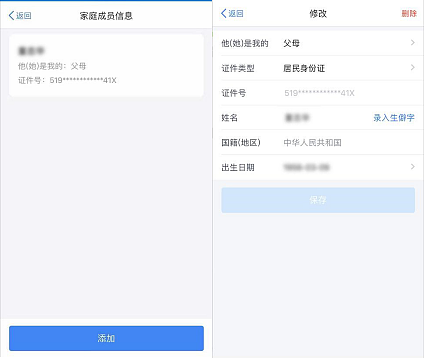 返回
家庭成员信息
他(她)是我的：父母
证件号：519************41X
添加
返回
修改
删除
他(她)是我的 父母
证件类型 居民身份证
证件号 519************41X
姓名 录入生僻字
国籍(地区) 中华人民共和国
出生日期
保存